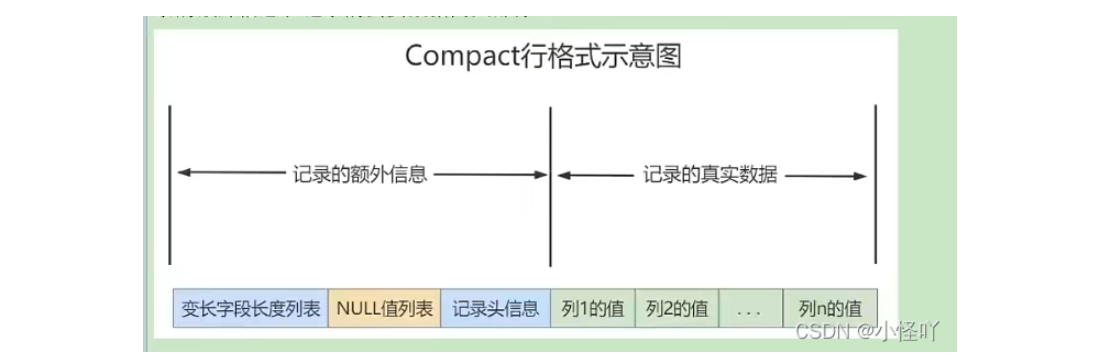 Compact行格式示意图
记录的额外信息 记录的真实数据
变长字段长度列表 NULL值列表 记录头信息 列1的值 列2的值 ... 列n的值
CSDN @小怪吖